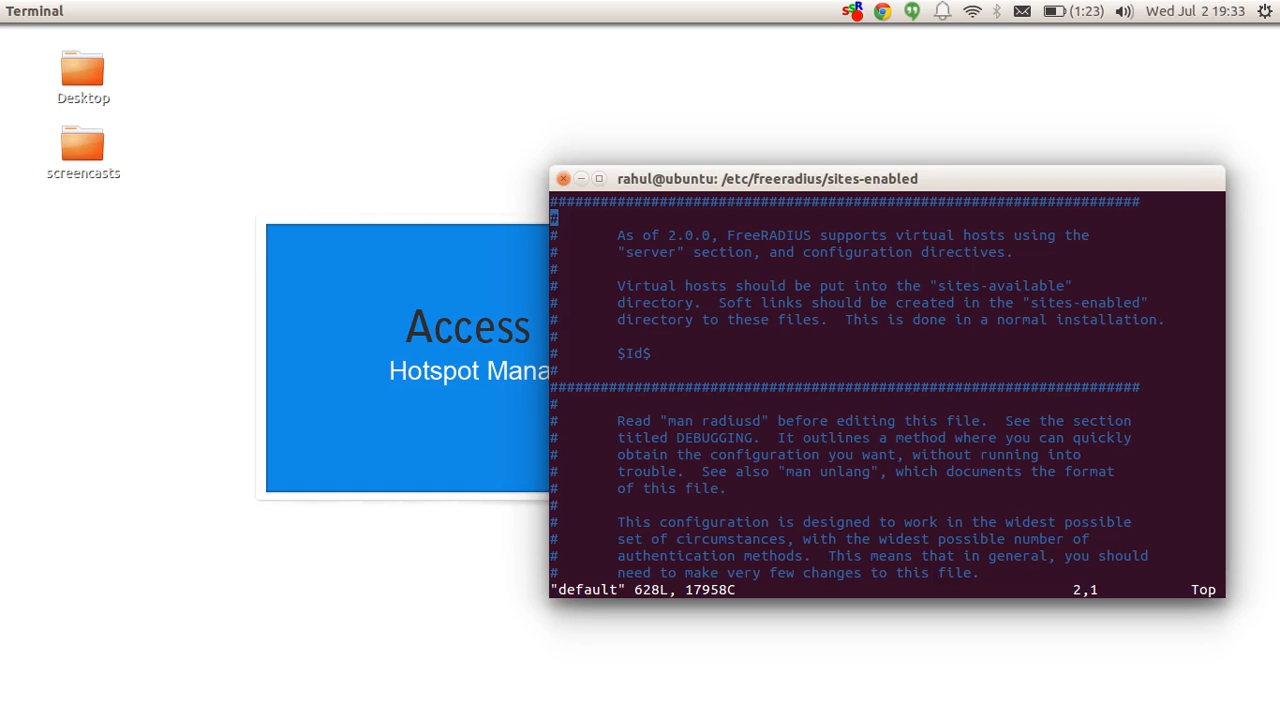 Terminal
SSR
(1:23)
Wed Jul 2 19:33
Desktop
screencasts
Access
Hotspot Mana
rahul@ubuntu: /etc/freeradius/sites-enabled
######################################################################
#
#	As of 2.0.0, FreeRADIUS supports virtual hosts using the
#	"server" section, and configuration directives.
#
#	Virtual hosts should be put into the "sites-available"
#	directory.  Soft links should be created in the "sites-enabled"
#	directory to these files.  This is done in a normal installation.
#
#	$Id$
#
######################################################################
#
#	Read "man radiusd" before editing this file.  See the section
#	titled DEBUGGING.  It outlines a method where you can quickly
#	obtain the configuration you want, without running into
#	trouble.  See also "man unlang", which documents the format
#	of this file.
#
#	This configuration is designed to work in the widest possible
#	set of circumstances, with the widest possible number of
#	authentication methods.  This means that in general, you should
#	need to make very few changes to this file.
"default" 628L, 17958C 2,1 Top